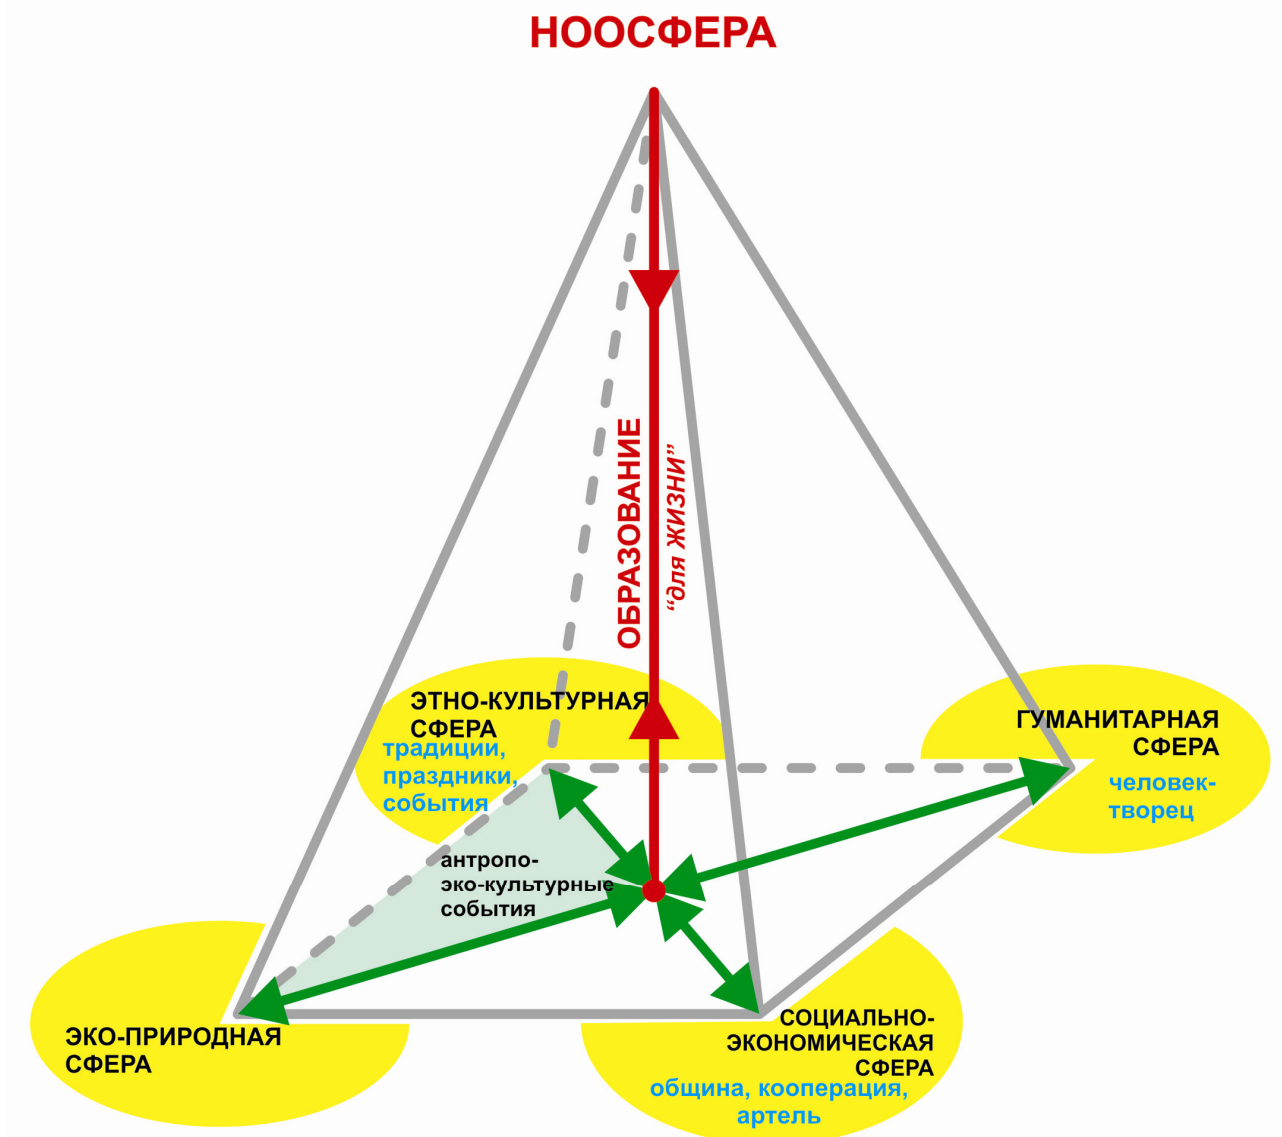 НООСФЕРА
ОБРАЗОВАНИЕ
“для жизни”
ЭТНО-КУЛЬТУРНАЯ
СФЕРА
традиции,
праздники,
события
ГУМАНИТАРНАЯ
СФЕРА
человек-
творец
антропо-
эко-культурные
события
ЭКО-ПРИРОДНАЯ
СФЕРА
СОЦИАЛЬНО-
ЭКОНОМИЧЕСКАЯ
СФЕРА
община, кооперация,
артель